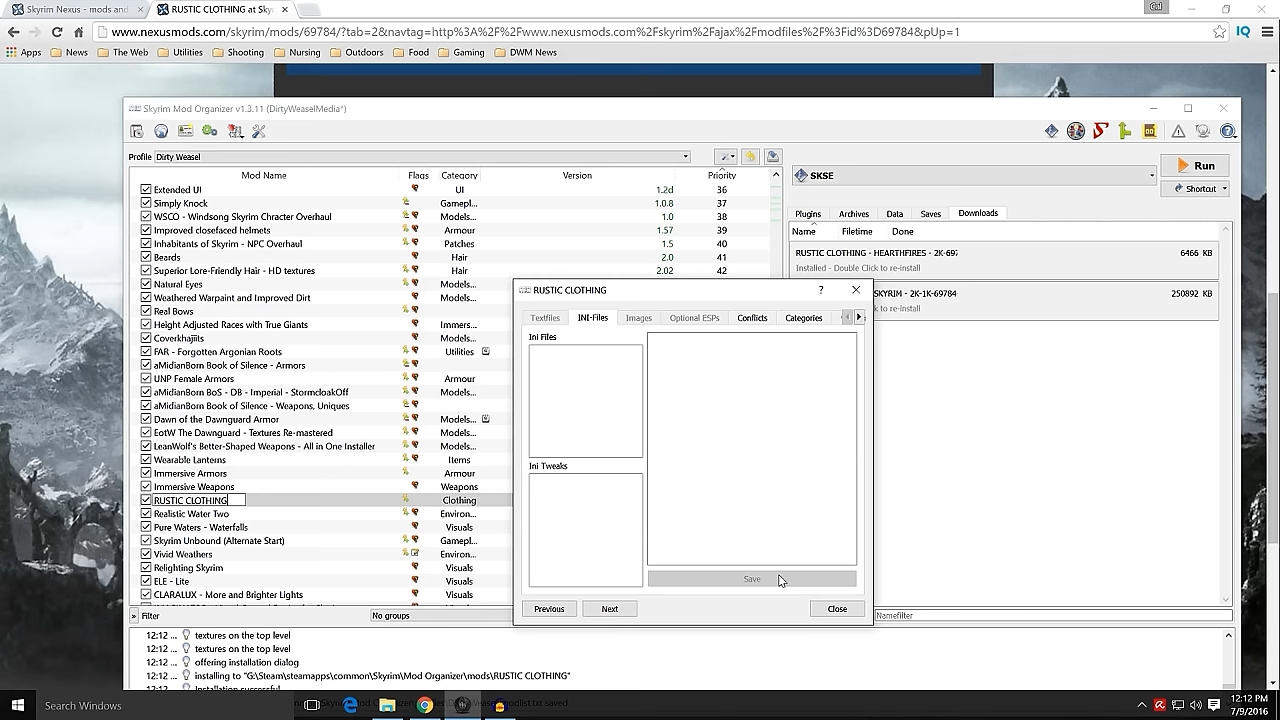 Skyrim Nexus - mods and
RUSTIC CLOTHING at Sky
www.nexusmods.com/skyrim/mods/69784/?tab=2&navtag=http%3A%2F%2Fwww.nexusmods.com%2Fskyrim%2Fajax%2Fmodfiles%2F%3Fid%3D69784&pUp=1
Apps News The Web Utilities Shooting Nursing Outdoors Food Gaming DWM News
Skyrim Mod Organizer v1.3.11 (DirtyWeaselMedia*)
Profile Dirty Weasel
Mod Name Flags Category Version Priority
Extended UI UI 1.2d 36
Simply Knock Gamepl... 1.0.8 37
WSCO - Windsong Skyrim Chracter Overhaul Models... 1.0 38
Improved closefaced helmets Armour 1.57 39
Inhabitants of Skyrim - NPC Overhaul Patches 1.5 40
Beards Hair 2.0 41
Superior Lore-Friendly Hair - HD textures Hair 2.02 42
Natural Eyes Models...
Weathered Warpaint and Improved Dirt
Real Bows
Height Adjusted Races with True Giants Immers...
Coverkhajiits Models...
FAR - Forgotten Argonian Roots Utilities
aMidianBorn Book of Silence - Armors
UNP Female Armors Armour
aMidianBorn BoS - DB - Imperial - StormcloakOff Models...
aMidianBorn Book of Silence - Weapons, Uniques
Dawn of the Dawnguard Armor Models...
EotW The Dawnguard - Textures Re-mastered Models...
LeanWolf's Better-Shaped Weapons - All in One Installer
Wearable Lanterns Items
Immersive Armors Armour
Immersive Weapons Weapons
RUSTIC CLOTHING Clothing
Realistic Water Two Environ...
Pure Waters - Waterfalls Visuals
Skyrim Unbound (Alternate Start) Gamepl...
Vivid Weathers Environ...
Relighting Skyrim Visuals
ELE - Lite Visuals
CLARALUX - More and Brighter Lights Visuals
Filter No groups
SKSE
Run
Shortcut
Plugins Archives Data Saves Downloads
Name Filetime Done
RUSTIC CLOTHING - HEARTHFIRES - 2K-69 6466 KB
Installed - Double Click to re-install
SKYRIM - 2K-1K-69784 250892 KB
k to re-install
Namefilter
RUSTIC CLOTHING
Textfiles INI-Files Images Optional ESPs Conflicts Categories
Ini Files
Ini Tweaks
Save
Previous Next Close
12:12 ... textures on the top level
12:12 ... textures on the top level
12:12 ... offering installation dialog
12:12 ... installing to "G:\Steam\steamapps\common\Skyrim\Mod Organizer\mods\RUSTIC CLOTHING"
12:12 ... Installation successful
Search Windows
12:12 PM
7/9/2016